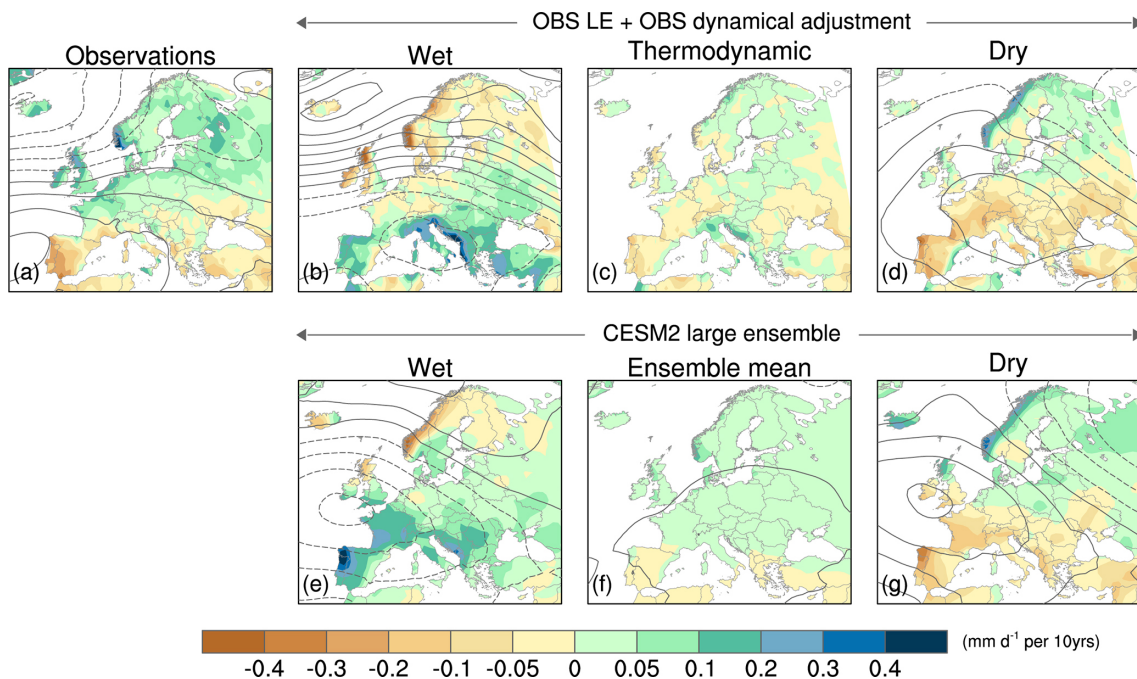 OBS LE + OBS dynamical adjustment
Observations
Wet
Thermodynamic
Dry
(a)
(b)
(c)
(d)
CESM2 large ensemble
Wet
Ensemble mean
Dry
(e)
(f)
(g)
(mm d⁻¹ per 10yrs)
-0.4 -0.3 -0.2 -0.1 -0.05 0 0.05 0.1 0.2 0.3 0.4